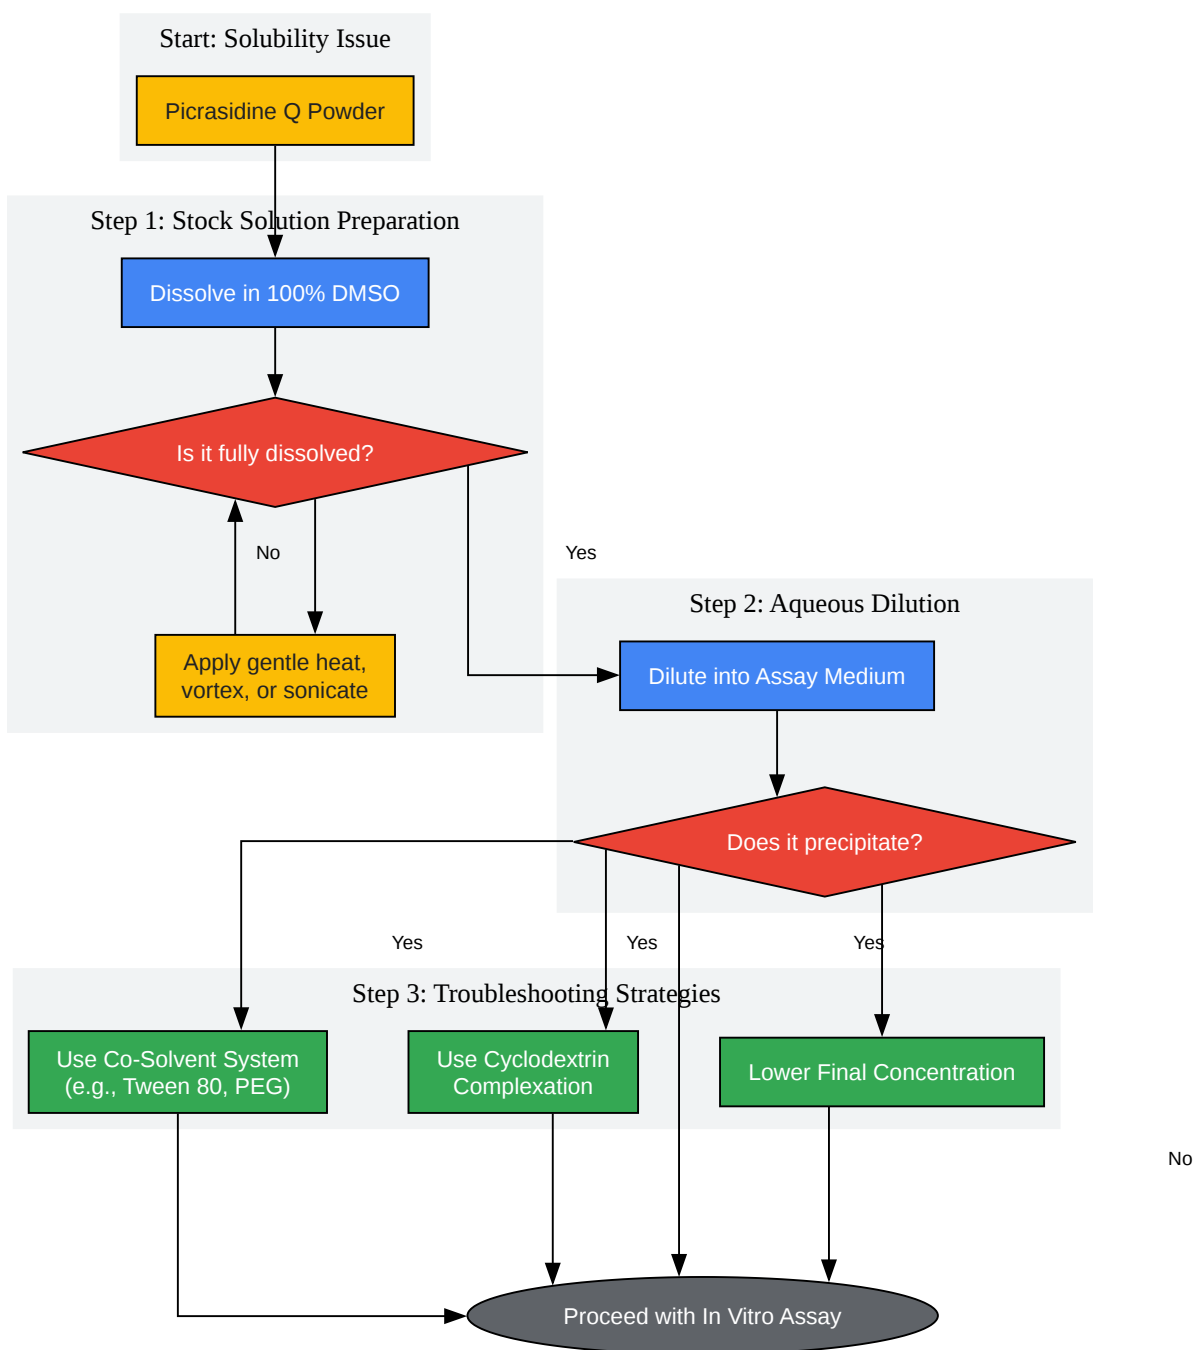 Start: Solubility Issue
Picrasidine Q Powder
Step 1: Stock Solution Preparation
Dissolve in 100% DMSO
Is it fully dissolved?
No
Yes
Apply gentle heat,
vortex, or sonicate
Step 2: Aqueous Dilution
Dilute into Assay Medium
Does it precipitate?
Yes
Yes
Yes
Step 3: Troubleshooting Strategies
Use Co-Solvent System
(e.g., Tween 80, PEG)
Use Cyclodextrin
Complexation
Lower Final Concentration
No
Proceed with In Vitro Assay